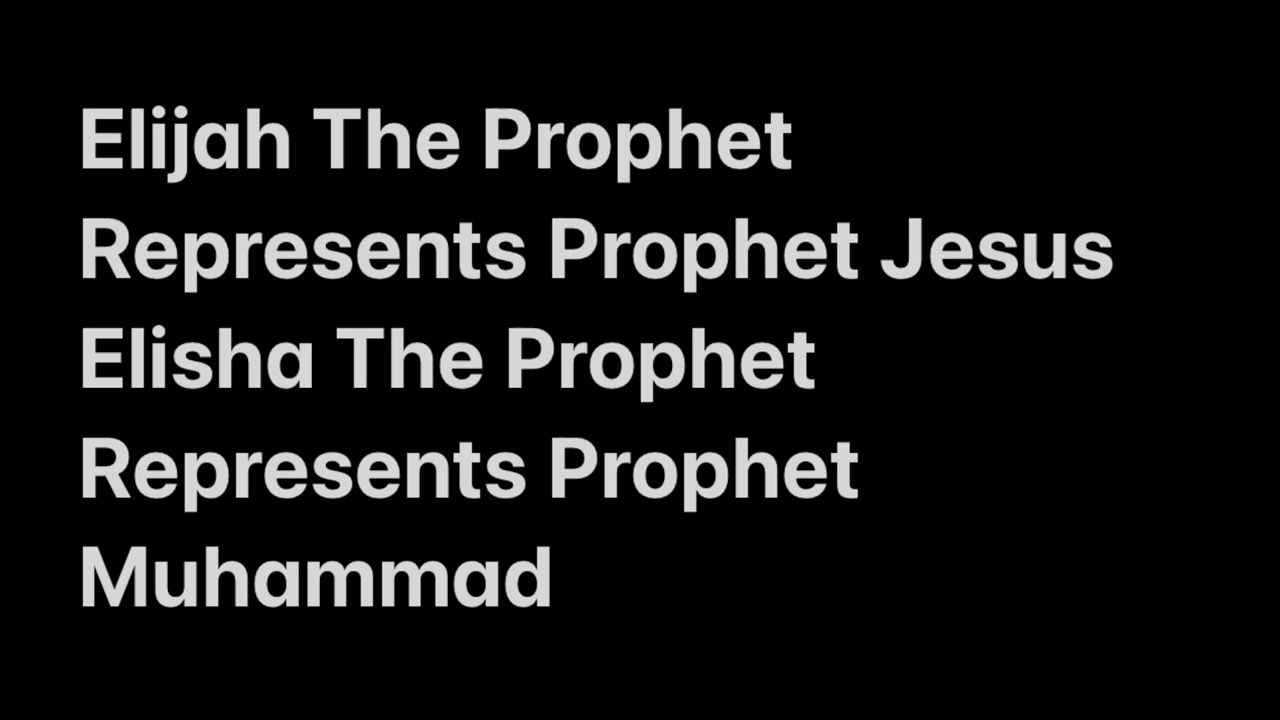 Elijah The Prophet
Represents Prophet Jesus
Elisha The Prophet
Represents Prophet
Muhammad